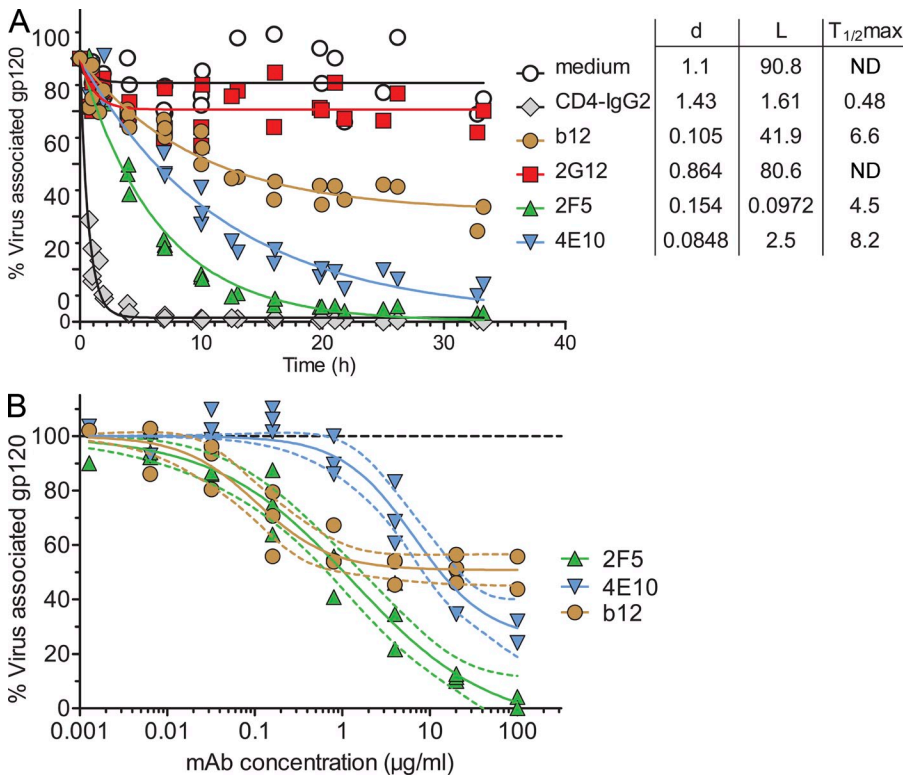 A
% Virus associated gp120
100
80
60
40
20
0
0
0
10
20
30
40
Time (h)
d L T1/2max
medium 1.1 90.8 ND
CD4-IgG2 1.43 1.61 0.48
b12 0.105 41.9 6.6
2G12 0.864 80.6 ND
2F5 0.154 0.0972 4.5
4E10 0.0848 2.5 8.2
B
% Virus associated gp120
100
80
60
40
20
0
0.001 0.01 0.1 1 10 100
mAb concentration (µg/ml)
2F5
4E10
b12